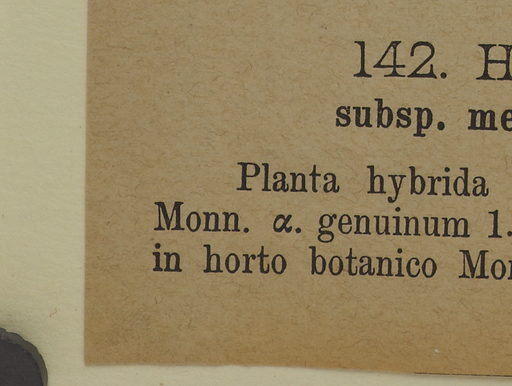 142. H
subsp. me
Planta hybrida
Monn. α. genuinum 1.
in horto botanico Mon